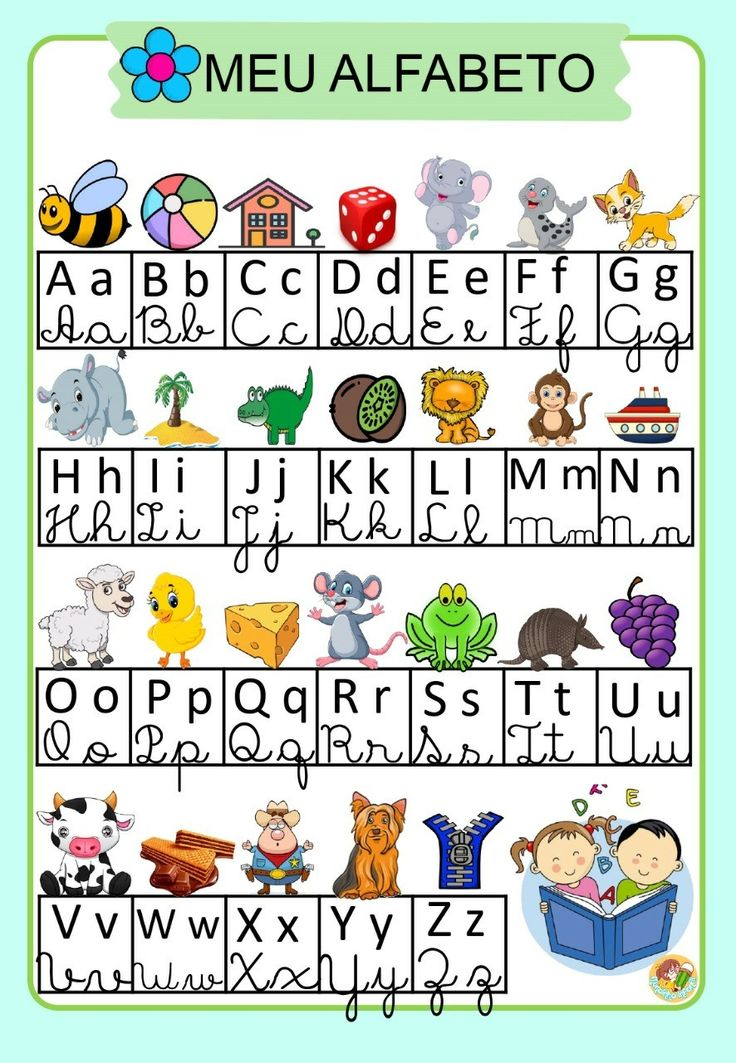 MEU ALFABETO
A a B b C c D d E e F f G g
A a B b C c D d E e F f G g
H h I i J j K k L l M m N n
H h I i J j K k L l M m N n
O o P p Q q R r S s T t U u
O o P p Q q R r S s T t U u
D E
C
B
A
V v W w X x Y y Z z
V v W w X x Y y Z z